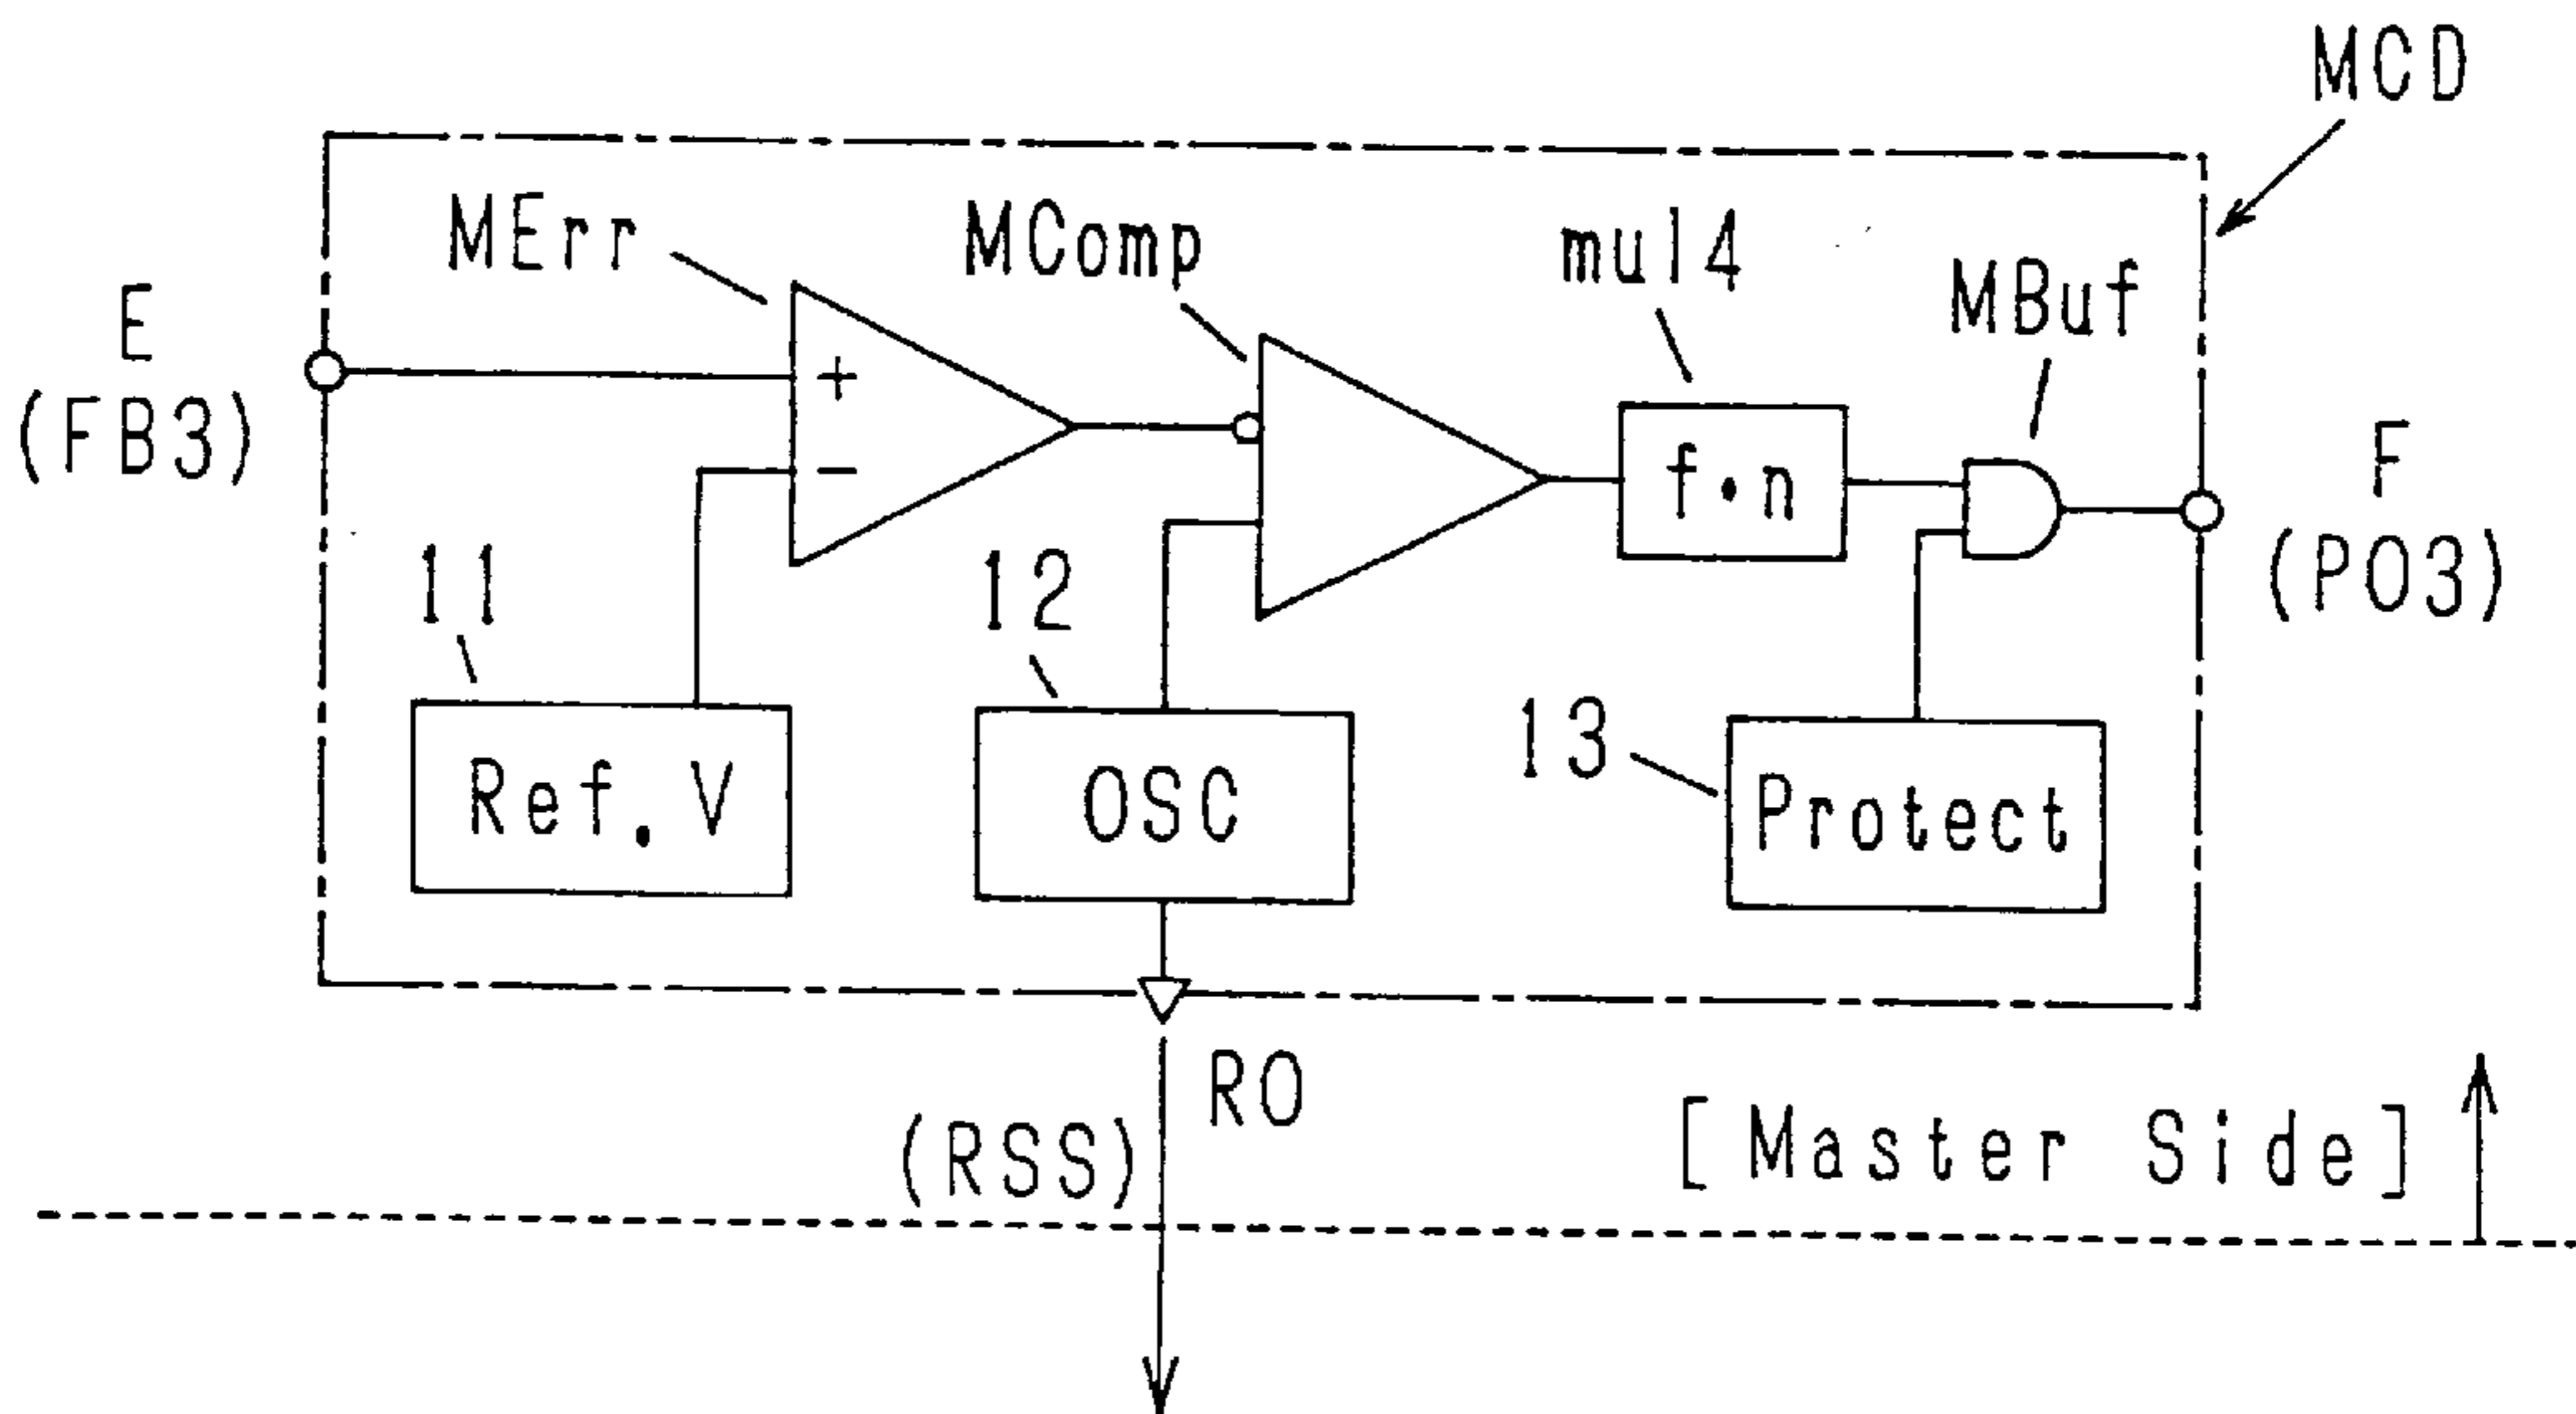 MCD
MErr
MComp
mul4
MBuf
E
(FB3)
+
−
f·n
F
(PO3)
11
12
13
Ref.V
OSC
Protect
RO
(RSS)
[Master Side]